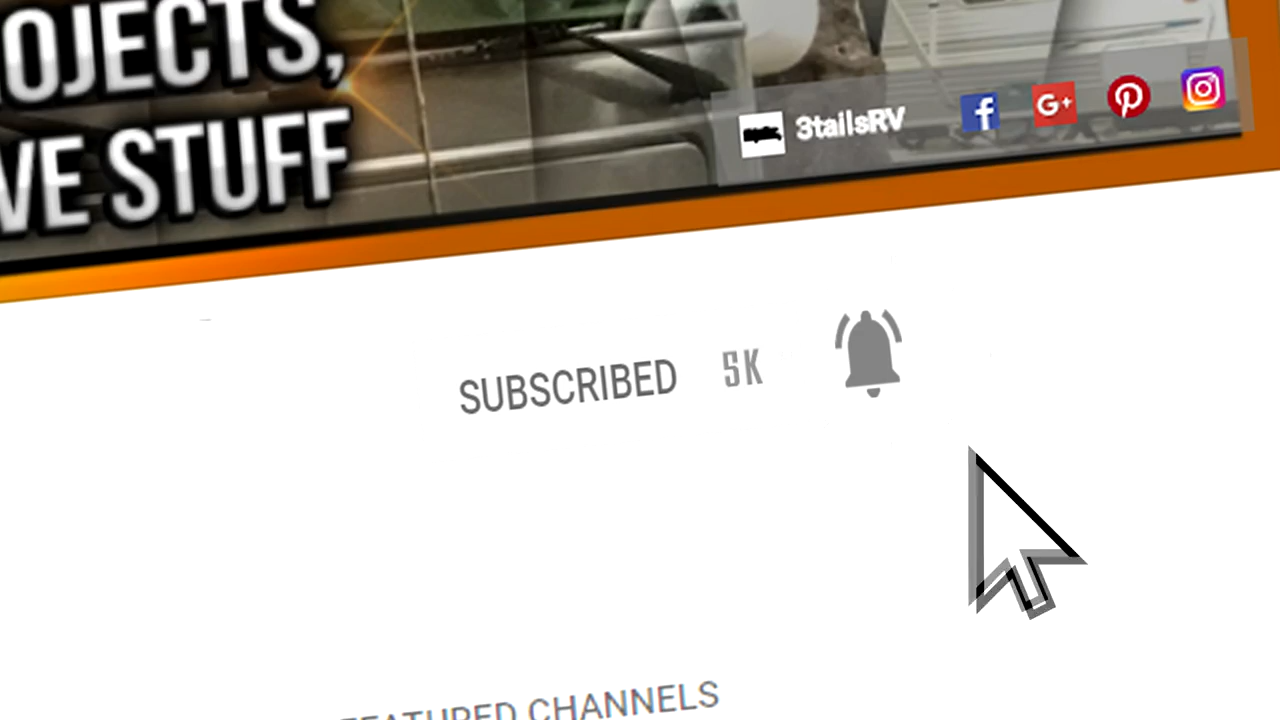 OJECTS,
VE STUFF
3tailsRV
G+
SUBSCRIBED 5K
FEATURED CHANNELS